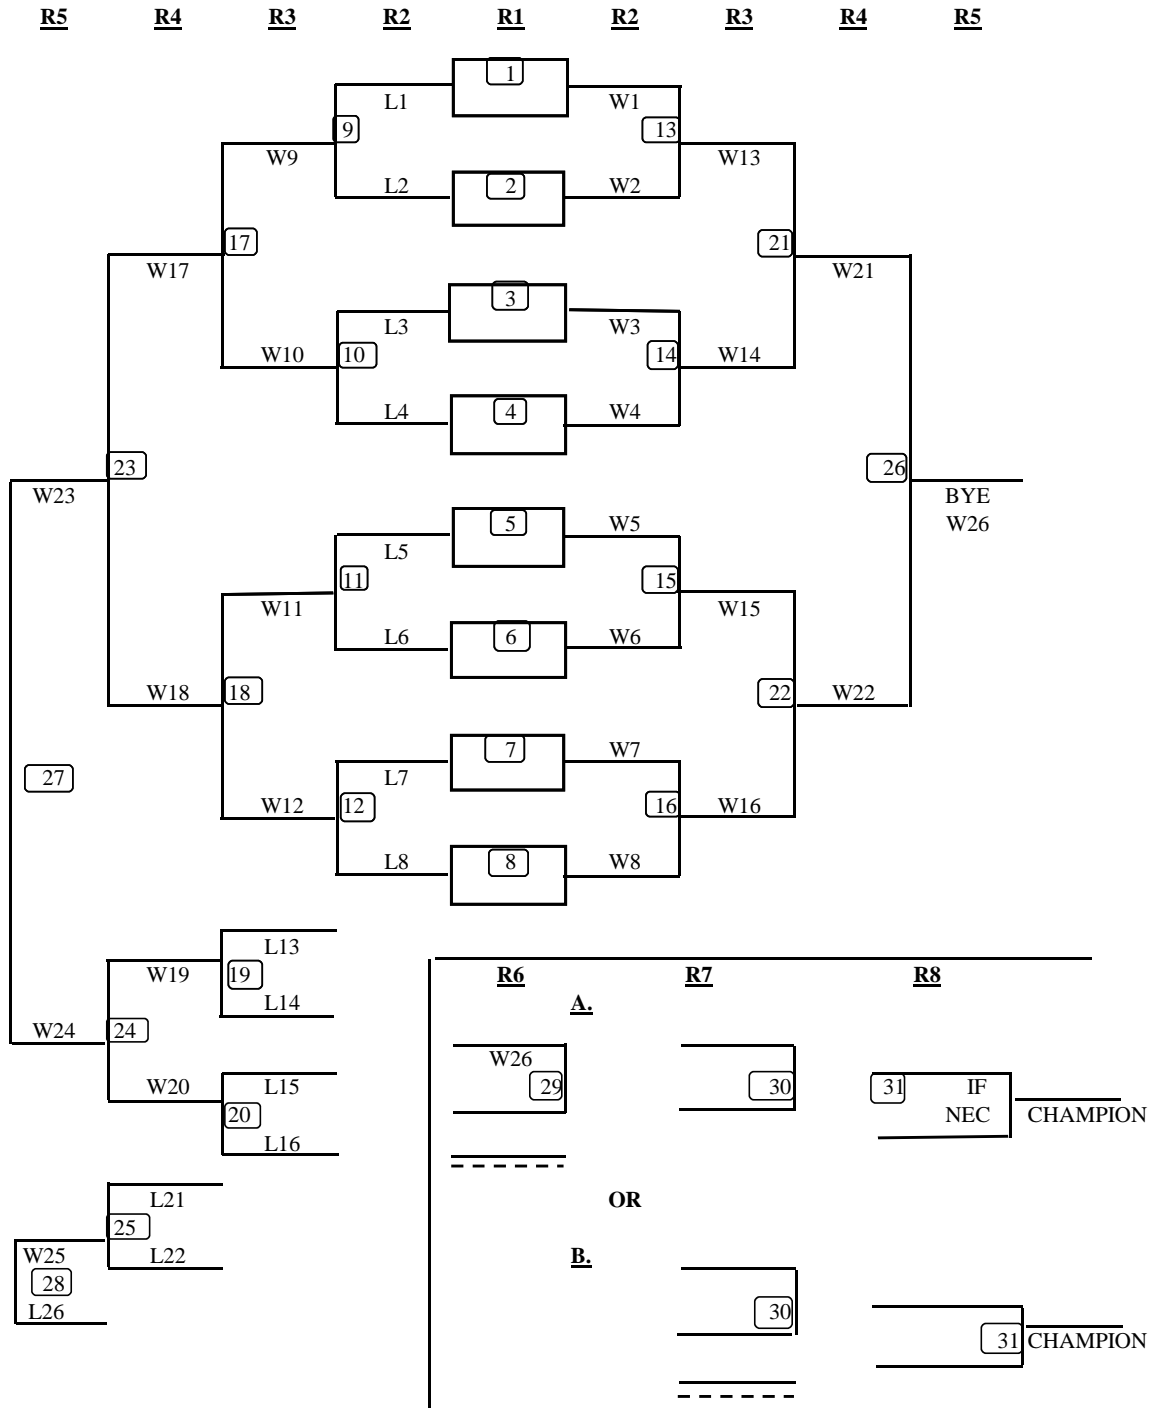 R5 R4 R3 R2 R1 R2 R3 R4 R5
1
L1 W1
9 13
W9 W13
L2 2 W2
17 21
W17 W21
3
L3 W3
W10 10 14 W14
L4 4 W4
23 26
W23 BYE
W26
5 W5
L5
11 15
W11 W15
L6 6 W6
W18 18 22 W22
7 W7
L7
27
W12 12 16 W16
L8 8 W8
L13
W19 19 R6 R7 R8
L14 A.
W24 24
W26
W20 L15 29 30 31 IF
20 NEC CHAMPION
L16
L21 OR
25
W25 L22 B.
28
L26 30
31 CHAMPION